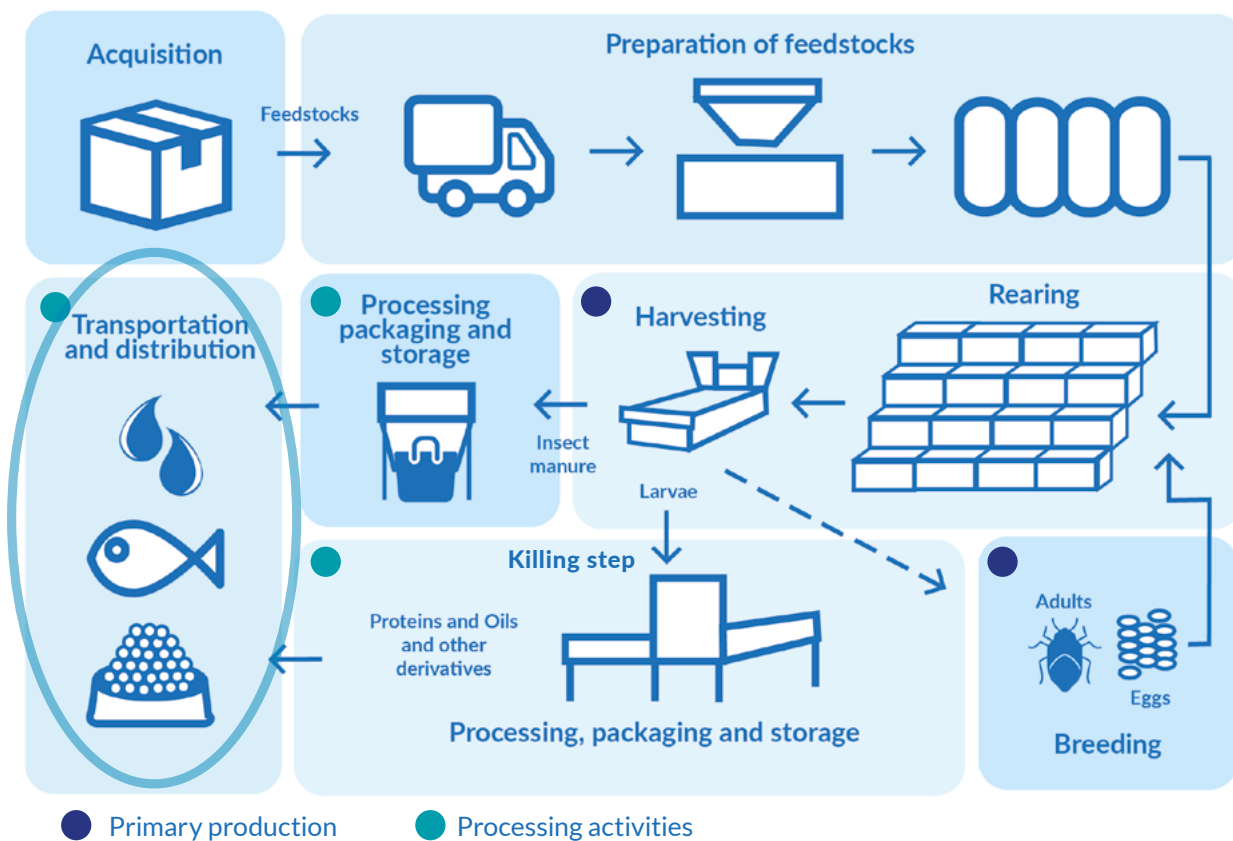 Acquisition
Feedstocks
Preparation of feedstocks
Transportation
and distribution
Processing
packaging and
storage
Harvesting
Rearing
Insect
manure
Larvae
Killing step
Proteins and Oils
and other
derivatives
Processing, packaging and storage
Adults
Eggs
Breeding
Primary production
Processing activities